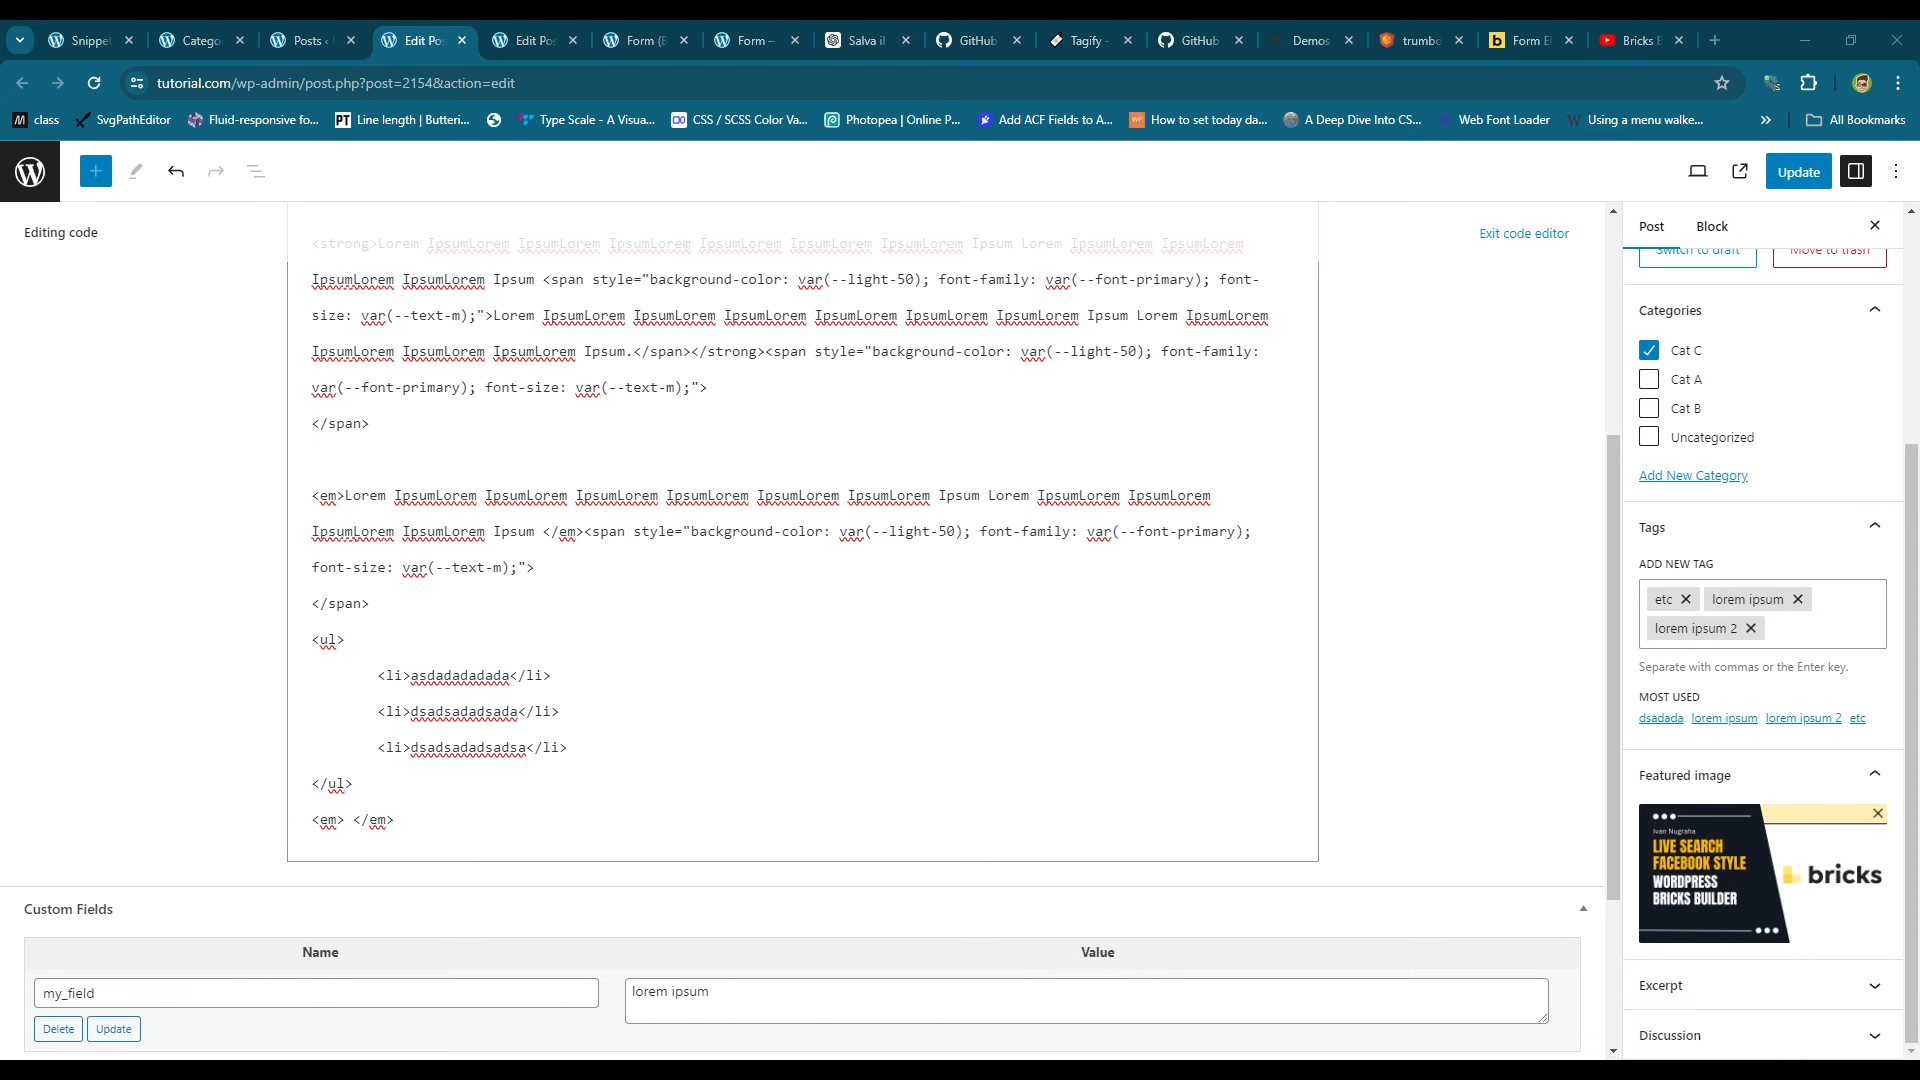 Snippet
Catego
Posts ‹
Edit Po
Edit Po
Form (B
Form –
Salva il
GitHub
Tagify -
GitHub
Demos
trumbo
Form El
Bricks B
tutorial.com/wp-admin/post.php?post=2154&action=edit
class
SvgPathEditor
Fluid-responsive fo...
PT Line length | Butteri...
Type Scale - A Visua...
CSS / SCSS Color Va...
Photopea | Online P...
Add ACF Fields to A...
How to set today da...
A Deep Dive Into CS...
Web Font Loader
Using a menu walke...
»
All Bookmarks
Update
Editing code
Exit code editor
<strong>Lorem IpsumLorem IpsumLorem IpsumLorem IpsumLorem IpsumLorem IpsumLorem Ipsum Lorem IpsumLorem IpsumLorem
IpsumLorem IpsumLorem Ipsum <span style="background-color: var(--light-50); font-family: var(--font-primary); font-
size: var(--text-m);">Lorem IpsumLorem IpsumLorem IpsumLorem IpsumLorem IpsumLorem IpsumLorem Ipsum Lorem IpsumLorem
IpsumLorem IpsumLorem IpsumLorem Ipsum.</span></strong><span style="background-color: var(--light-50); font-family:
var(--font-primary); font-size: var(--text-m);">
</span>
<em>Lorem IpsumLorem IpsumLorem IpsumLorem IpsumLorem IpsumLorem IpsumLorem Ipsum Lorem IpsumLorem IpsumLorem
IpsumLorem IpsumLorem Ipsum </em><span style="background-color: var(--light-50); font-family: var(--font-primary);
font-size: var(--text-m);">
</span>
<ul>
<li>asdadadadada</li>
<li>dsadsadadsada</li>
<li>dsadsadadsadsa</li>
</ul>
<em> </em>
Custom Fields
Name
Value
my_field
lorem ipsum
Delete
Update
Post
Block
Switch to draft
Move to trash
Categories
Cat C
Cat A
Cat B
Uncategorized
Add New Category
Tags
ADD NEW TAG
etc
lorem ipsum
lorem ipsum 2
Separate with commas or the Enter key.
MOST USED
dsadada lorem ipsum lorem ipsum 2 etc
Featured image
Ivan Nugraha
LIVE SEARCH
FACEBOOK STYLE
WORDPRESS
BRICKS BUILDER
bricks
Excerpt
Discussion